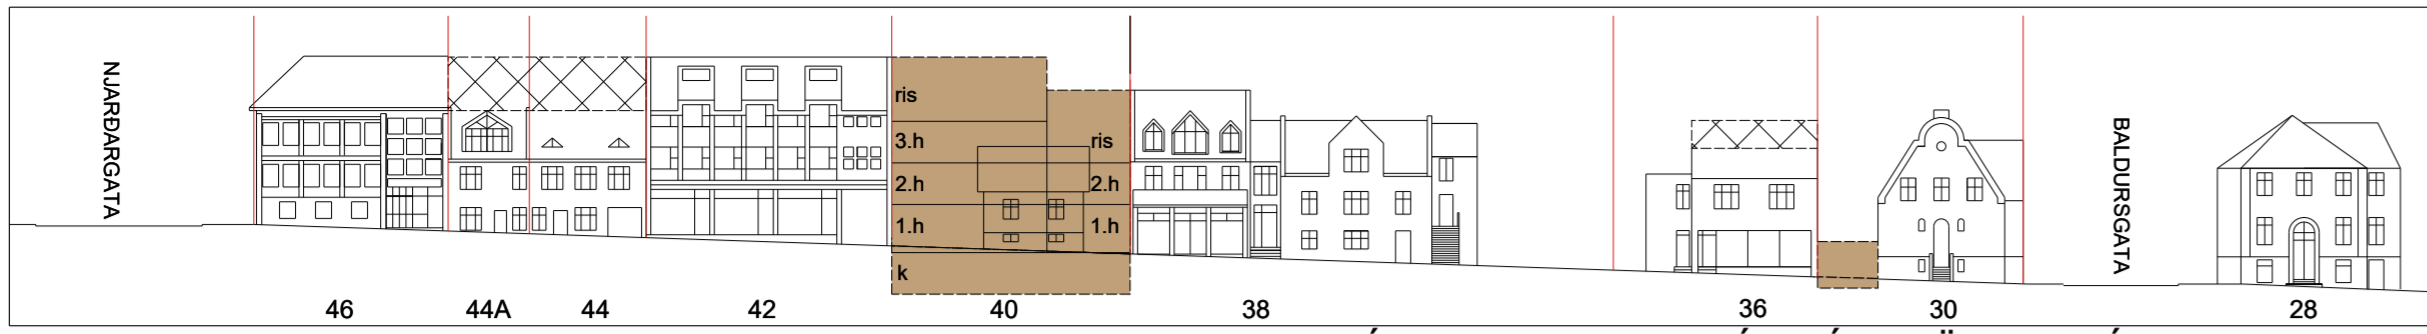 NJARÐARGATA
ris
3.h
ris
2.h
2.h
1.h
1.h
k
BALDURSGATA
46
44A
44
42
40
38
36
30
28